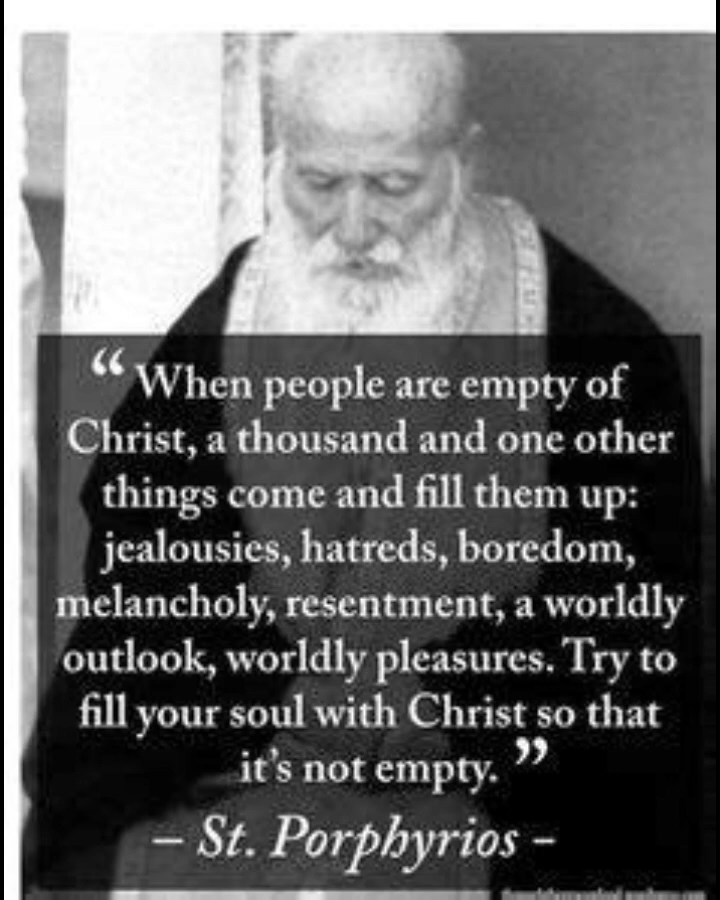 “When people are empty of
Christ, a thousand and one other
things come and fill them up:
jealousies, hatreds, boredom,
melancholy, resentment, a worldly
outlook, worldly pleasures. Try to
fill your soul with Christ so that
it’s not empty.”
– St. Porphyrios –